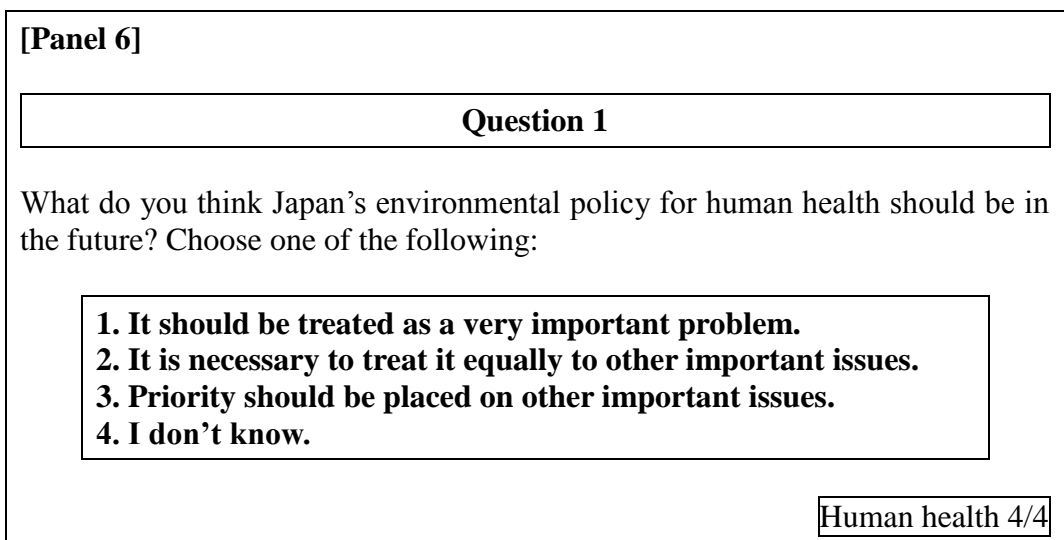 [Panel 6]
Question 1
What do you think Japan’s environmental policy for human health should be in
the future? Choose one of the following:
1. It should be treated as a very important problem.
2. It is necessary to treat it equally to other important issues.
3. Priority should be placed on other important issues.
4. I don’t know.
Human health 4/4